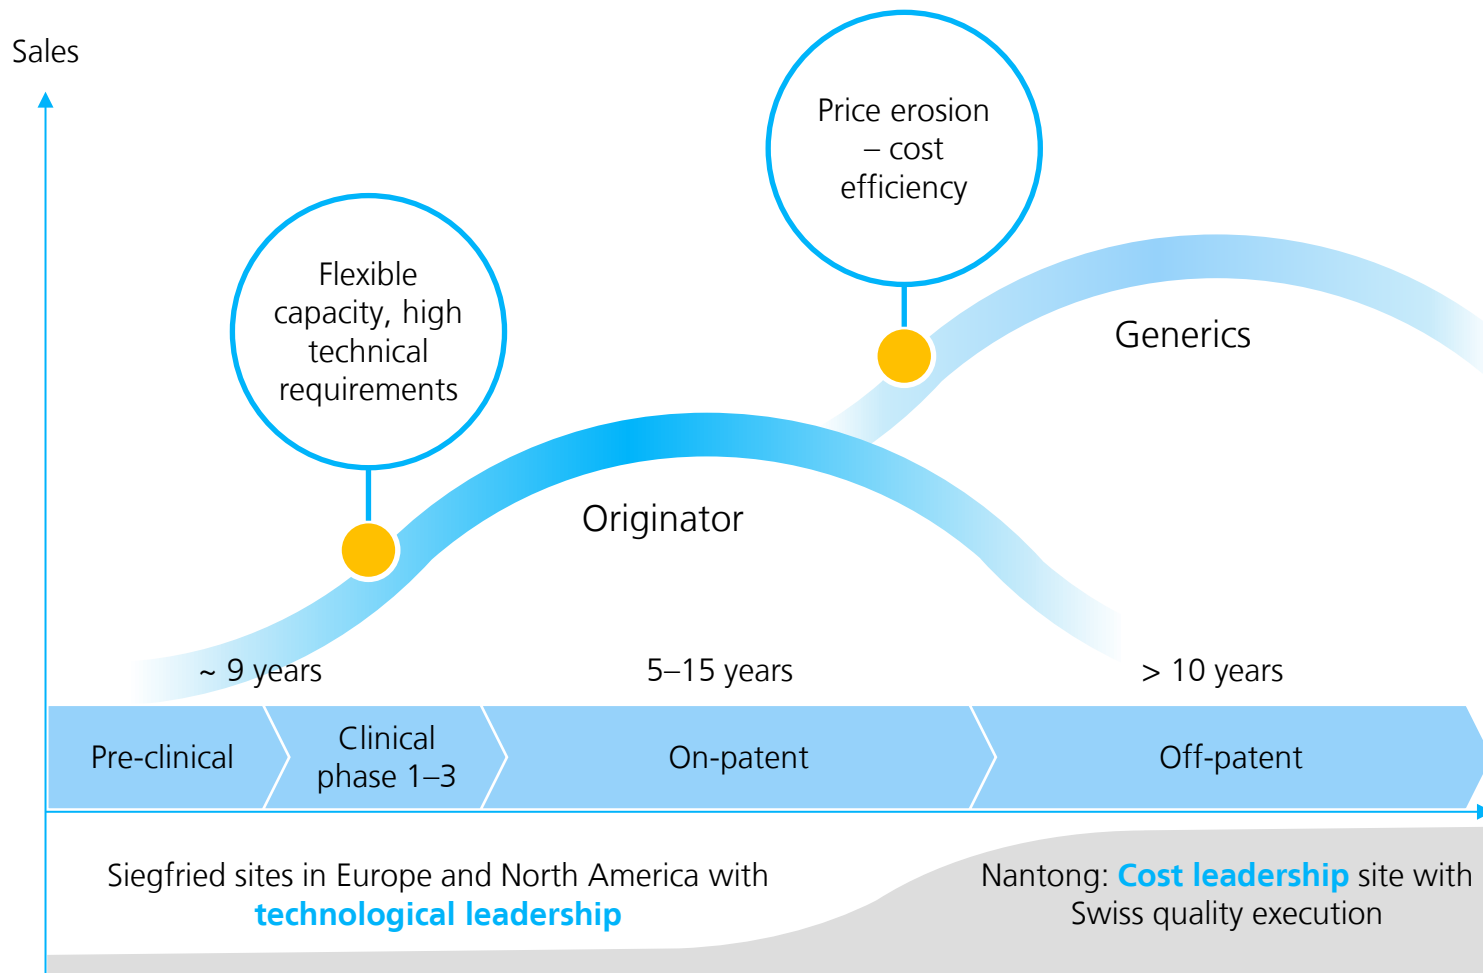 Sales
Price erosion
– cost
efficiency
Flexible
capacity, high
technical
requirements
Generics
Originator
~ 9 years
5–15 years
> 10 years
Pre-clinical
Clinical
phase 1–3
On-patent
Off-patent
Siegfried sites in Europe and North America with
technological leadership
Nantong: Cost leadership site with
Swiss quality execution